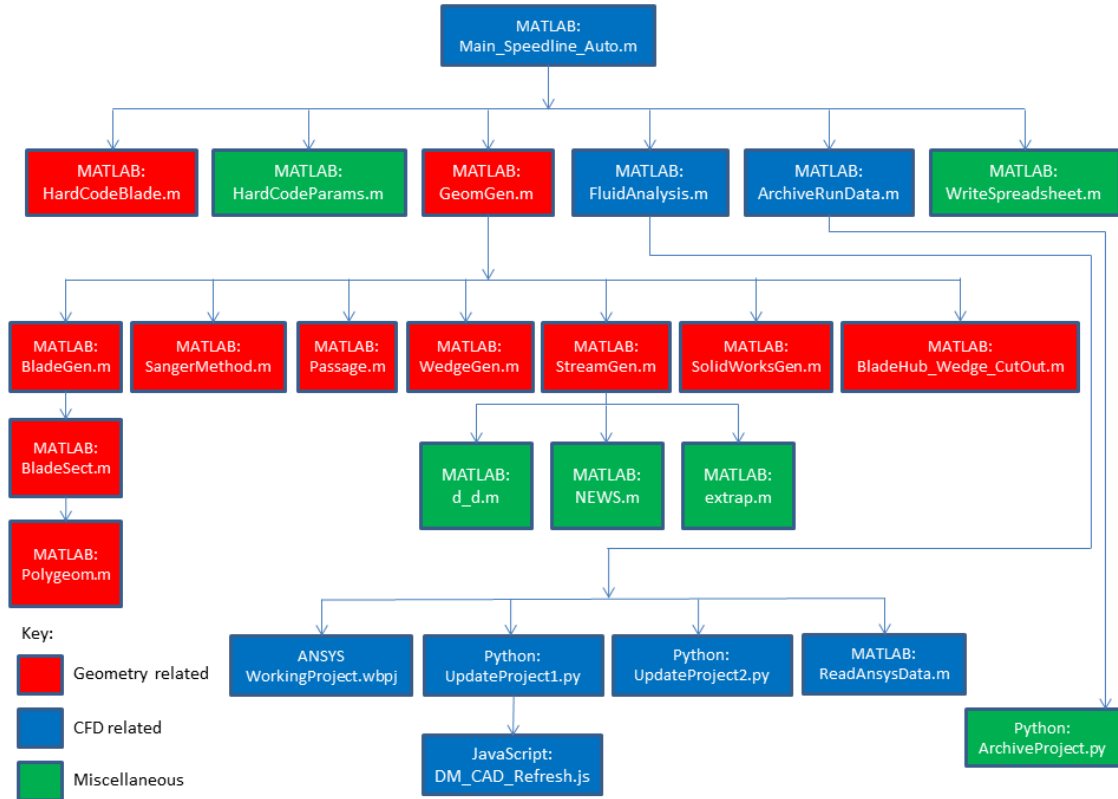 MATLAB:
Main_Speedline_Auto.m
MATLAB:
HardCodeBlade.m
MATLAB:
HardCodeParams.m
MATLAB:
GeomGen.m
MATLAB:
FluidAnalysis.m
MATLAB:
ArchiveRunData.m
MATLAB:
WriteSpreadsheet.m
MATLAB:
BladeGen.m
MATLAB:
SangerMethod.m
MATLAB:
Passage.m
MATLAB:
WedgeGen.m
MATLAB:
StreamGen.m
MATLAB:
SolidWorksGen.m
MATLAB:
BladeHub_Wedge_CutOut.m
MATLAB:
BladeSect.m
MATLAB:
d_d.m
MATLAB:
NEWS.m
MATLAB:
extrap.m
MATLAB:
Polygeom.m
Key:
Geometry related
CFD related
Miscellaneous
ANSYS
WorkingProject.wbpj
Python:
UpdateProject1.py
Python:
UpdateProject2.py
MATLAB:
ReadAnsysData.m
JavaScript:
DM_CAD_Refresh.js
Python:
ArchiveProject.py